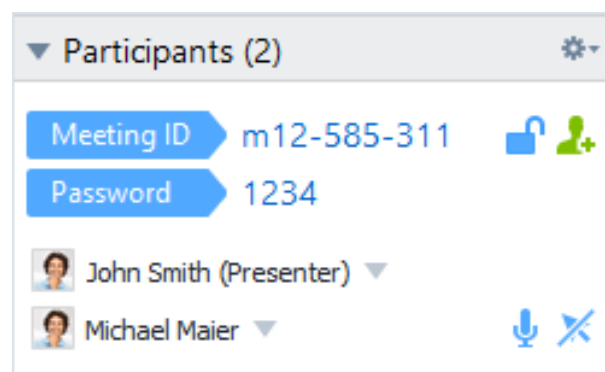 Participants (2)
Meeting ID m12-585-311
Password 1234
John Smith (Presenter)
Michael Maier